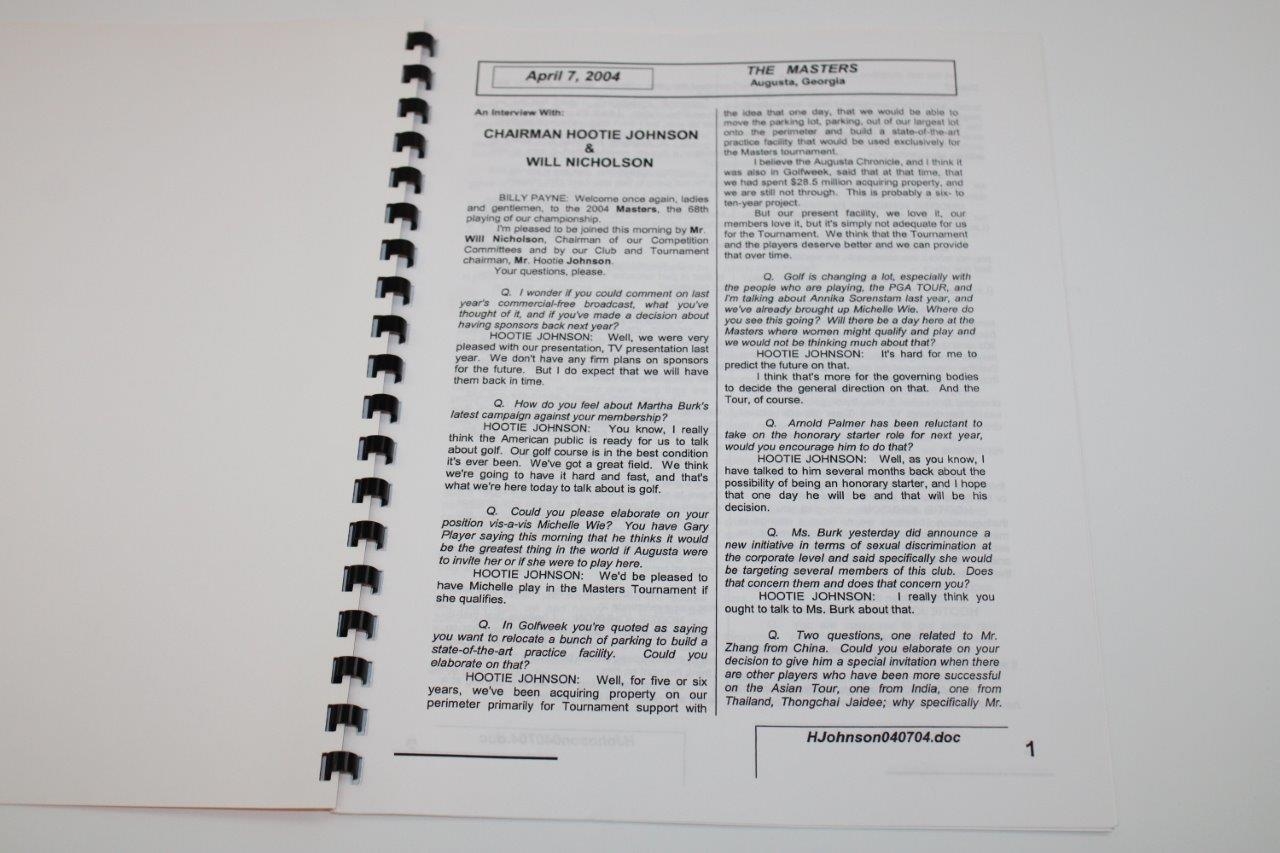 April 7, 2004
THE MASTERS
Augusta, Georgia
An Interview With:
CHAIRMAN HOOTIE JOHNSON
&
WILL NICHOLSON
BILLY PAYNE: Welcome once again, ladies
and gentlemen, to the 2004 Masters, the 68th
playing of our championship.
I'm pleased to be joined this morning by Mr.
Will Nicholson, Chairman of our Competition
Committees and by our Club and Tournament
chairman, Mr. Hootie Johnson.
Your questions, please.
Q. I wonder if you could comment on last
year's commercial-free broadcast, what you've
thought of it, and if you've made a decision about
having sponsors back next year?
HOOTIE JOHNSON: Well, we were very
pleased with our presentation, TV presentation last
year. We don't have any firm plans on sponsors
for the future. But I do expect that we will have
them back in time.
Q. How do you feel about Martha Burk's
latest campaign against your membership?
HOOTIE JOHNSON: You know, I really
think the American public is ready for us to talk
about golf. Our golf course is in the best condition
it's ever been. We've got a great field. We think
we're going to have it hard and fast, and that's
what we're here today to talk about is golf.
Q. Could you please elaborate on your
position vis-a-vis Michelle Wie? You have Gary
Player saying this morning that he thinks it would
be the greatest thing in the world if Augusta were
to invite her or if she were to play here.
HOOTIE JOHNSON: We'd be pleased to
have Michelle play in the Masters Tournament if
she qualifies.
Q. In Golfweek you're quoted as saying
you want to relocate a bunch of parking to build a
state-of-the-art practice facility. Could you
elaborate on that?
HOOTIE JOHNSON: Well, for five or six
years, we've been acquiring property on our
perimeter primarily for Tournament support with
the idea that one day, that we would be able to
move the parking lot, parking, out of our largest lot
onto the perimeter and build a state-of-the-art
practice facility that would be used exclusively for
the Masters tournament.
I believe the Augusta Chronicle, and I think it
was also in Golfweek, said that at that time, that
we had spent $28.5 million acquiring property, and
we are still not through. This is probably a six- to
ten-year project.
But our present facility, we love it, our
members love it, but it's simply not adequate for us
for the Tournament. We think that the Tournament
and the players deserve better and we can provide
that over time.
Q. Golf is changing a lot, especially with
the people who are playing, the PGA TOUR, and
I'm talking about Annika Sorenstam last year, and
we've already brought up Michelle Wie. Where do
you see this going? Will there be a day here at the
Masters where women might qualify and play and
we would not be thinking much about that?
HOOTIE JOHNSON: It's hard for me to
predict the future on that.
I think that's more for the governing bodies
to decide the general direction on that. And the
Tour, of course.
Q. Arnold Palmer has been reluctant to
take on the honorary starter role for next year,
would you encourage him to do that?
HOOTIE JOHNSON: Well, as you know, I
have talked to him several months back about the
possibility of being an honorary starter, and I hope
that one day he will be and that will be his
decision.
Q. Ms. Burk yesterday did announce a
new initiative in terms of sexual discrimination at
the corporate level and said specifically she would
be targeting several members of this club. Does
that concern them and does that concern you?
HOOTIE JOHNSON: I really think you
ought to talk to Ms. Burk about that.
Q. Two questions, one related to Mr.
Zhang from China. Could you elaborate on your
decision to give him a special invitation when there
are other players who have been more successful
on the Asian Tour, one from India, one from
Thailand, Thongchai Jaidee; why specifically Mr.
HJohnson040704.doc
1